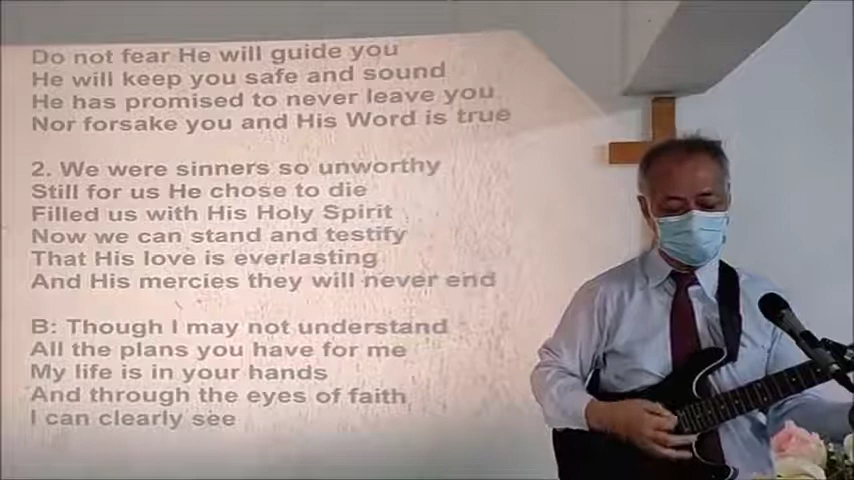 Do not fear He will guide you
He will keep you safe and sound
He has promised to never leave you
Nor forsake you and His Word is true
2. We were sinners so unworthy
Still for us He chose to die
Filled us with His Holy Spirit
Now we can stand and testify
That His love is everlasting
And His mercies they will never end
B: Though I may not understand
All the plans you have for me
My life is in your hands
And through the eyes of faith
I can clearly see